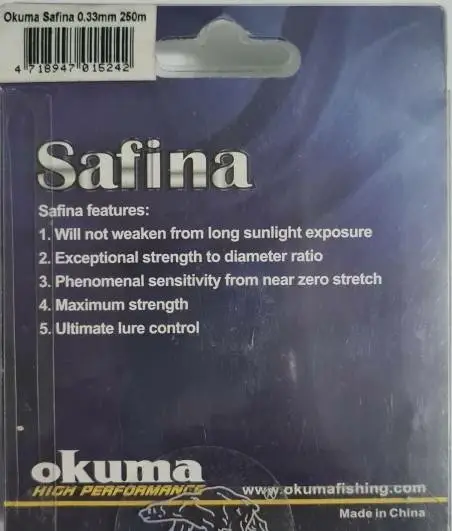 Okuma Safina 0.33mm 250m
4 718947 015242
Safina
Safina features:
1. Will not weaken from long sunlight exposure
2. Exceptional strength to diameter ratio
3. Phenomenal sensitivity from near zero stretch
4. Maximum strength
5. Ultimate lure control
okuma
HIGH PERFORMANCE
www.okumafishing.com
Made in China